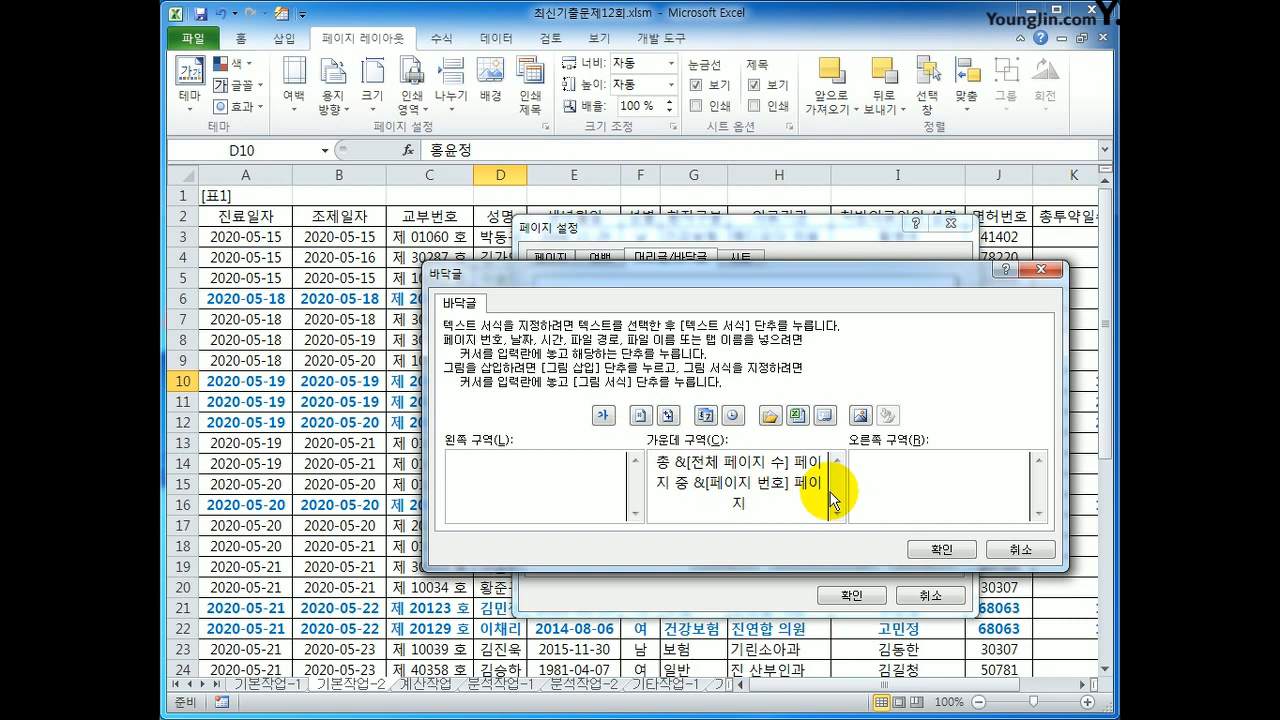 최신기출문제12회.xlsm - Microsoft Excel
YoungJin.com Y.
파일 홈 삽입 페이지 레이아웃 수식 데이터 검토 보기 개발 도구
가가 테마 색 글꼴 효과 테마
여백 용지 방향 크기 인쇄 영역 나누기 배경 인쇄 제목 페이지 설정
너비: 자동 높이: 자동 배율: 100 % 크기 조정
눈금선 보기 인쇄 제목 보기 인쇄 시트 옵션
앞으로 가져오기 뒤로 보내기 선택 창 맞춤 그룹 회전 정렬
D10 fx 홍윤정
A B C D E F G H I J K
1 [표1]
2 진료일자 조제일자 교부번호 성명 면허번호
3 2020-05-15 2020-05-15 제 01060 호 41402
4 2020-05-15 2020-05-16 제 30287 호 78220
5 2020-05-15 2020-05-15
6 2020-05-18 2020-05-18
7 2020-05-18 2020-05-18
8 2020-05-18 2020-05-19
9 2020-05-18 2020-05-20
10 2020-05-19 2020-05-19
11 2020-05-19 2020-05-19
12 2020-05-19 2020-05-20
13 2020-05-19 2020-05-21
14 2020-05-19 2020-05-21
15 2020-05-20 2020-05-21
16 2020-05-20 2020-05-20
17 2020-05-20 2020-05-20
18 2020-05-20 2020-05-21
19 2020-05-21 2020-05-21
20 2020-05-21 2020-05-21 제 10034 호 30307
21 2020-05-21 2020-05-22 제 20123 호 68063
22 2020-05-21 2020-05-22 제 20129 호 이채리 2014-08-06 여 건강보험 진연합 의원 고민정 68063
23 2020-05-21 2020-05-23 제 10039 호 김진욱 2015-11-30 남 보험 기린소아과 김동한 30307
24 2020-05-23 2020-05-23 제 40358 호 김승하 1981-04-07 여 일반 진 산부인과 김길청 50781
페이지 설정
페이지 여백 머리글/바닥글 시트
바닥글
바닥글
텍스트 서식을 지정하려면 텍스트를 선택한 후 [텍스트 서식] 단추를 누릅니다.
페이지 번호, 날짜, 시간, 파일 경로, 파일 이름 또는 탭 이름을 넣으려면
커서를 입력란에 놓고 해당하는 단추를 누릅니다.
그림을 삽입하려면 [그림 삽입] 단추를 누르고, 그림 서식을 지정하려면
커서를 입력란에 놓고 [그림 서식] 단추를 누릅니다.
가
왼쪽 구역(L): 가운데 구역(C): 오른쪽 구역(R):
총 &[전체 페이지 수] 페이
지 중 &[페이지 번호] 페이
지
확인 취소
확인 취소
기본작업-1 기본작업-2 계산작업 분석작업-1 분석작업-2 기타작업-1
준비 100%